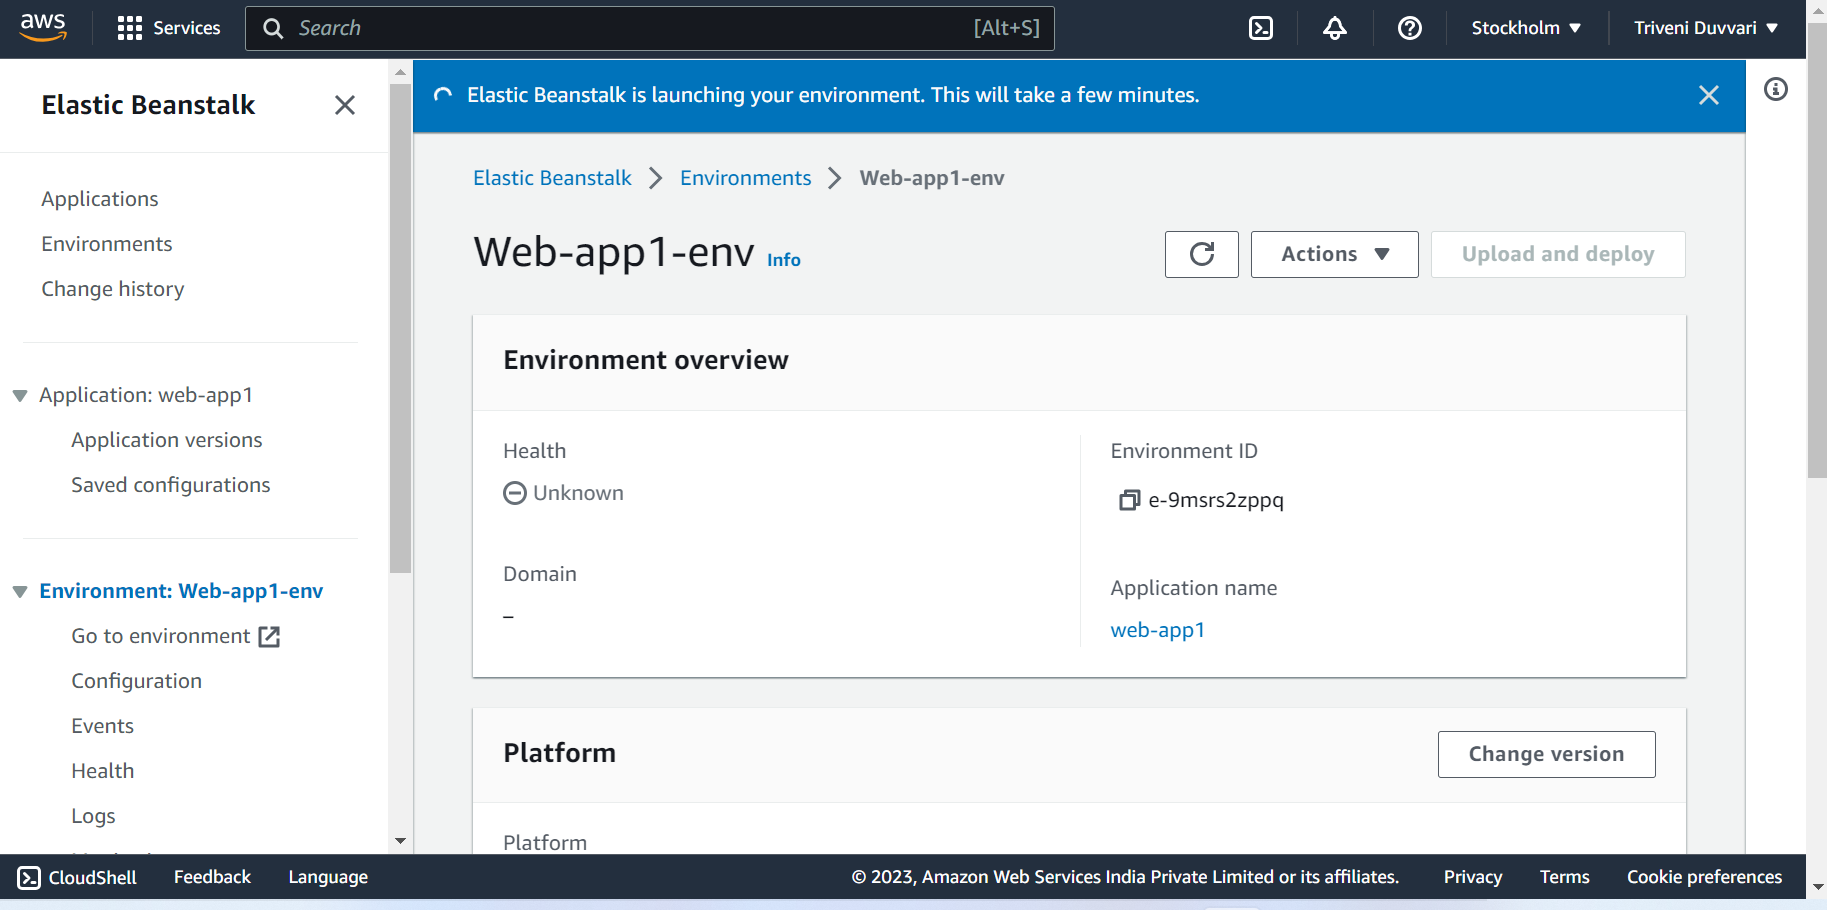 aws Services Search [Alt+S] Stockholm Triveni Duvvari
Elastic Beanstalk
Applications
Environments
Change history
Application: web-app1
Application versions
Saved configurations
Environment: Web-app1-env
Go to environment
Configuration
Events
Health
Logs
Elastic Beanstalk is launching your environment. This will take a few minutes.
Elastic Beanstalk Environments Web-app1-env
Web-app1-env Info
Actions Upload and deploy
Environment overview
Health
Unknown
Domain
–
Environment ID
e-9msrs2zppq
Application name
web-app1
Platform
Change version
Platform
CloudShell Feedback Language © 2023, Amazon Web Services India Private Limited or its affiliates. Privacy Terms Cookie preferences